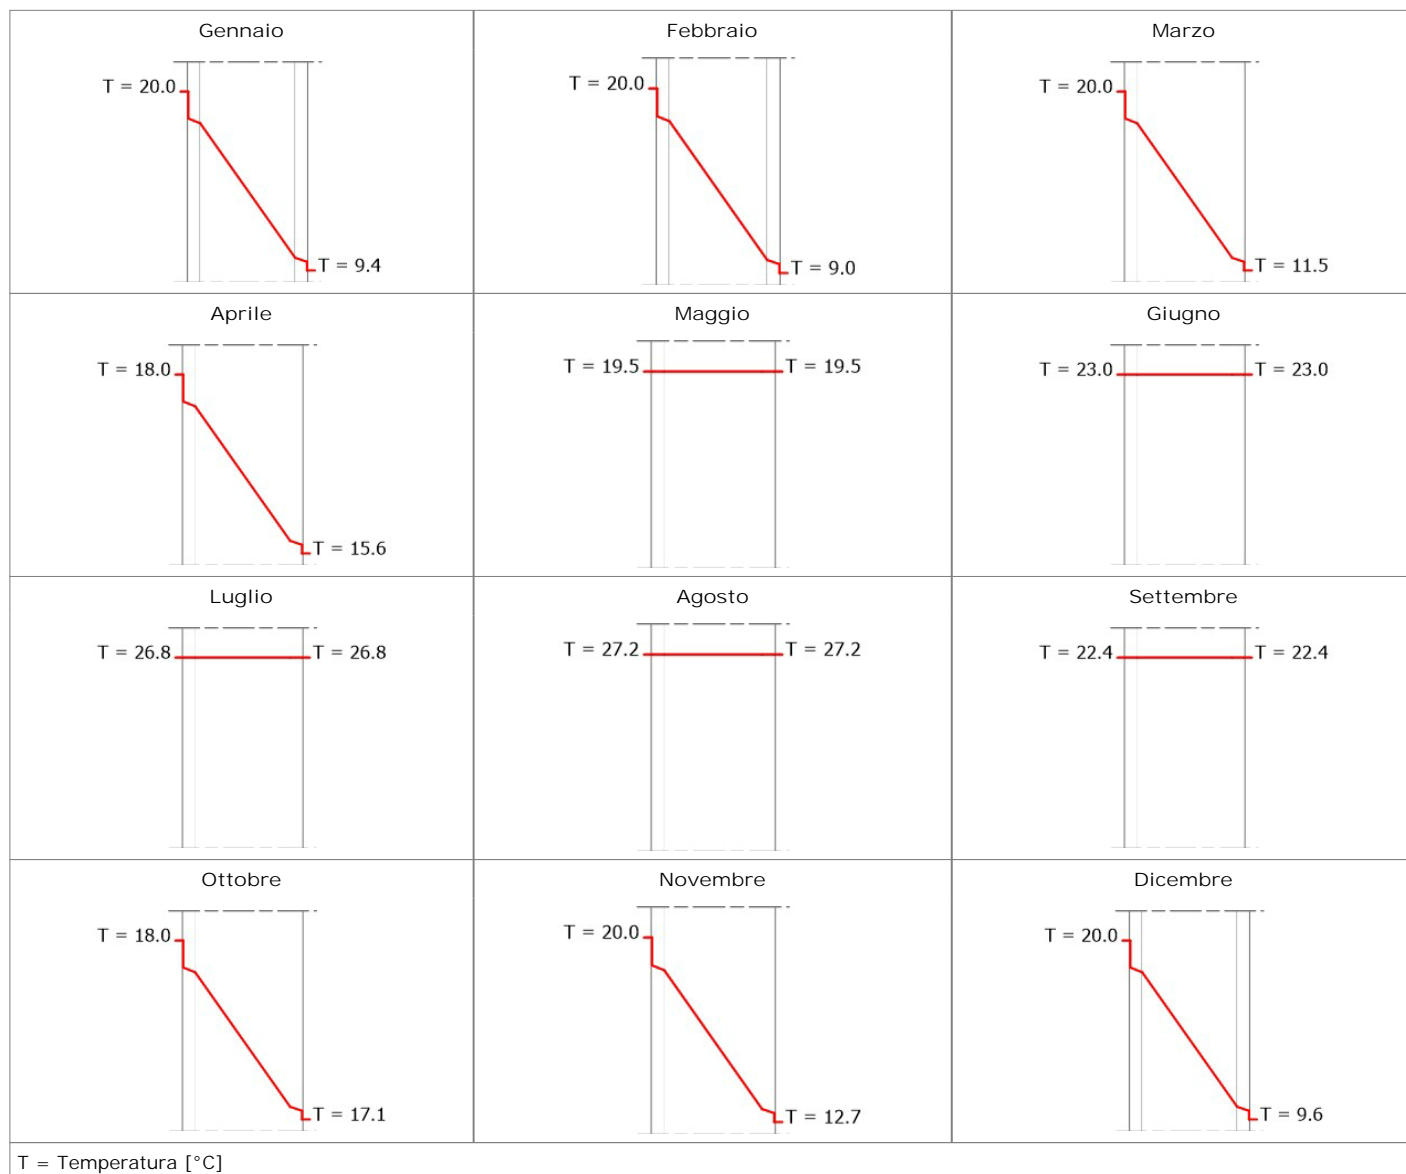 Gennaio
T = 20.0
T = 9.4
Febbraio
T = 20.0
T = 9.0
Marzo
T = 20.0
T = 11.5
Aprile
T = 18.0
T = 15.6
Maggio
T = 19.5
T = 19.5
Giugno
T = 23.0
T = 23.0
Luglio
T = 26.8
T = 26.8
Agosto
T = 27.2
T = 27.2
Settembre
T = 22.4
T = 22.4
Ottobre
T = 18.0
T = 17.1
Novembre
T = 20.0
T = 12.7
Dicembre
T = 20.0
T = 9.6
T = Temperatura [°C]